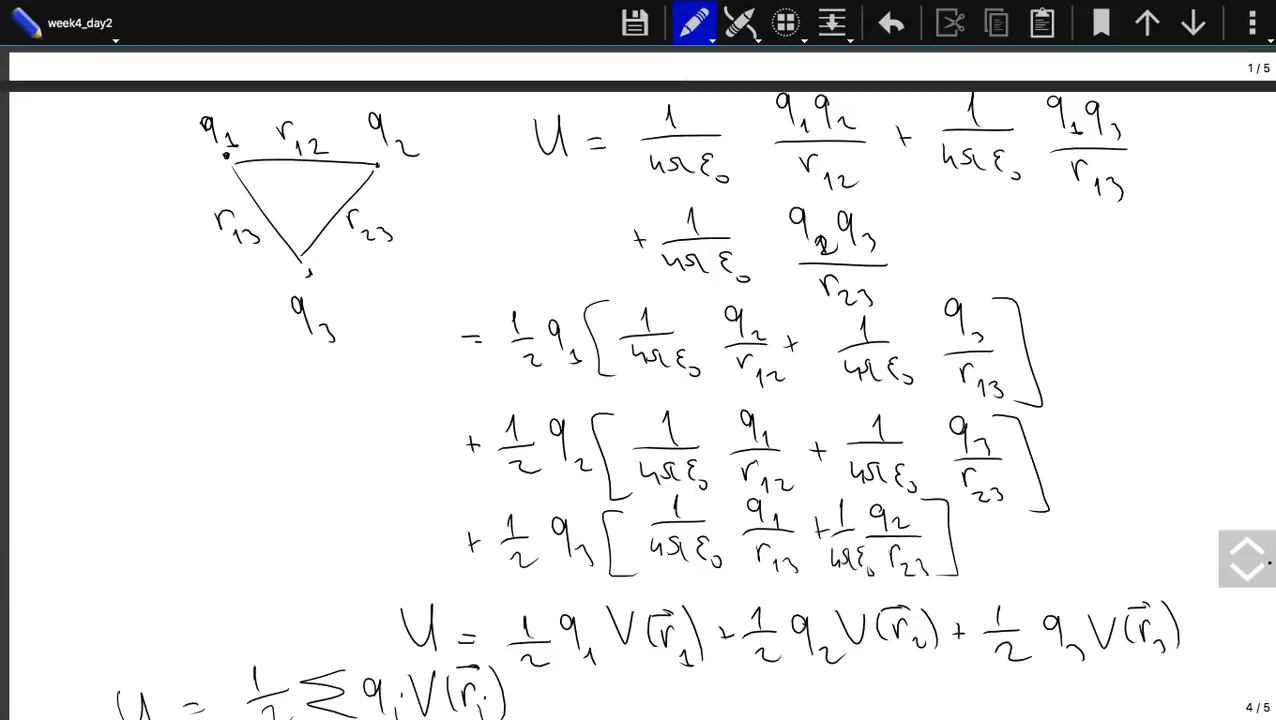 week4_day2
1 / 5
q₁ r₁₂ q₂
r₁₃ r₂₃
q₃
U = 1/4πε₀ q₁q₂/r₁₂ + 1/4πε₀ q₁q₃/r₁₃
+ 1/4πε₀ q₂q₃/r₂₃
= 1/2 q₁ [ 1/4πε₀ q₂/r₁₂ + 1/4πε₀ q₃/r₁₃ ]
+ 1/2 q₂ [ 1/4πε₀ q₁/r₁₂ + 1/4πε₀ q₃/r₂₃ ]
+ 1/2 q₃ [ 1/4πε₀ q₁/r₁₃ + 1/4πε₀ q₂/r₂₃ ]
U = 1/2 q₁ V(r⃗₁) + 1/2 q₂ V(r⃗₂) + 1/2 q₃ V(r⃗₃)
U = 1/2 Σ qᵢ V(r⃗ᵢ)
4 / 5